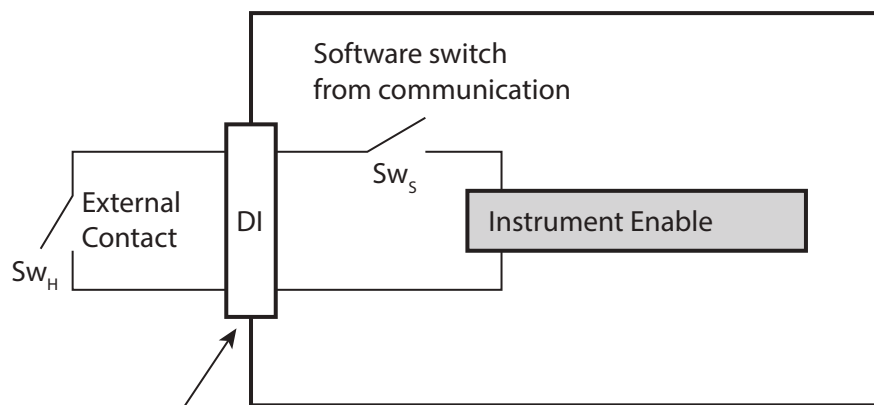 Software switch
from communication
Sw_S
External
Contact
DI
Instrument Enable
Sw_H